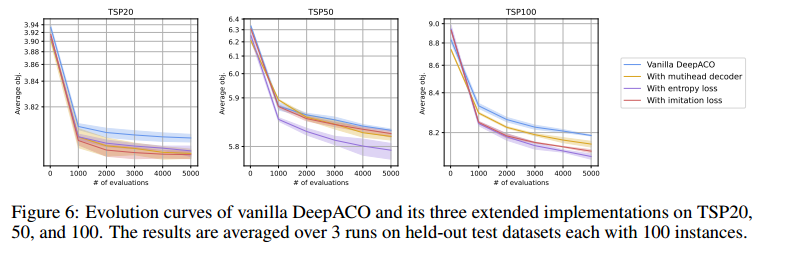 TSP20
3.94
3.92
3.90
3.88
3.86
3.84
3.82
Average obj.
0 1000 2000 3000 4000 5000
# of evaluations
TSP50
6.4
6.3
6.2
6.1
6.0
5.9
5.8
Average obj.
0 1000 2000 3000 4000 5000
# of evaluations
TSP100
9.0
8.8
8.6
8.4
8.2
Average obj.
0 1000 2000 3000 4000 5000
# of evaluations
Vanilla DeepACO
With mutihead decoder
With entropy loss
With imitation loss
Figure 6: Evolution curves of vanilla DeepACO and its three extended implementations on TSP20,
50, and 100. The results are averaged over 3 runs on held-out test datasets each with 100 instances.